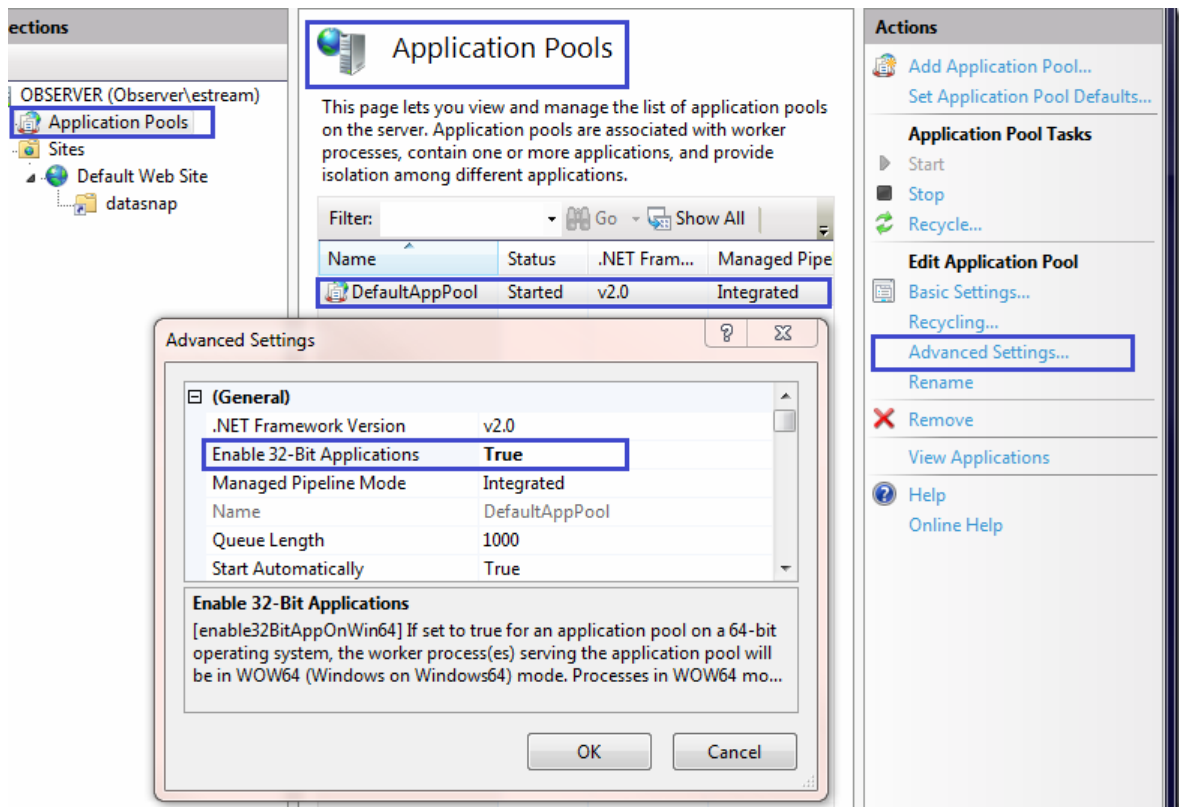 ections
OBSERVER (Observer\estream)
Application Pools
Sites
Default Web Site
datasnap
Application Pools
This page lets you view and manage the list of application pools
on the server. Application pools are associated with worker
processes, contain one or more applications, and provide
isolation among different applications.
Filter:
Go
Show All
Name
Status
.NET Fram...
Managed Pipe
DefaultAppPool
Started
v2.0
Integrated
Advanced Settings
(General)
.NET Framework Version
v2.0
Enable 32-Bit Applications
True
Managed Pipeline Mode
Integrated
Name
DefaultAppPool
Queue Length
1000
Start Automatically
True
Enable 32-Bit Applications
[enable32BitAppOnWin64] If set to true for an application pool on a 64-bit
operating system, the worker process(es) serving the application pool will
be in WOW64 (Windows on Windows64) mode. Processes in WOW64 mo...
OK
Cancel
Actions
Add Application Pool...
Set Application Pool Defaults...
Application Pool Tasks
Start
Stop
Recycle...
Edit Application Pool
Basic Settings...
Recycling...
Advanced Settings...
Rename
Remove
View Applications
Help
Online Help